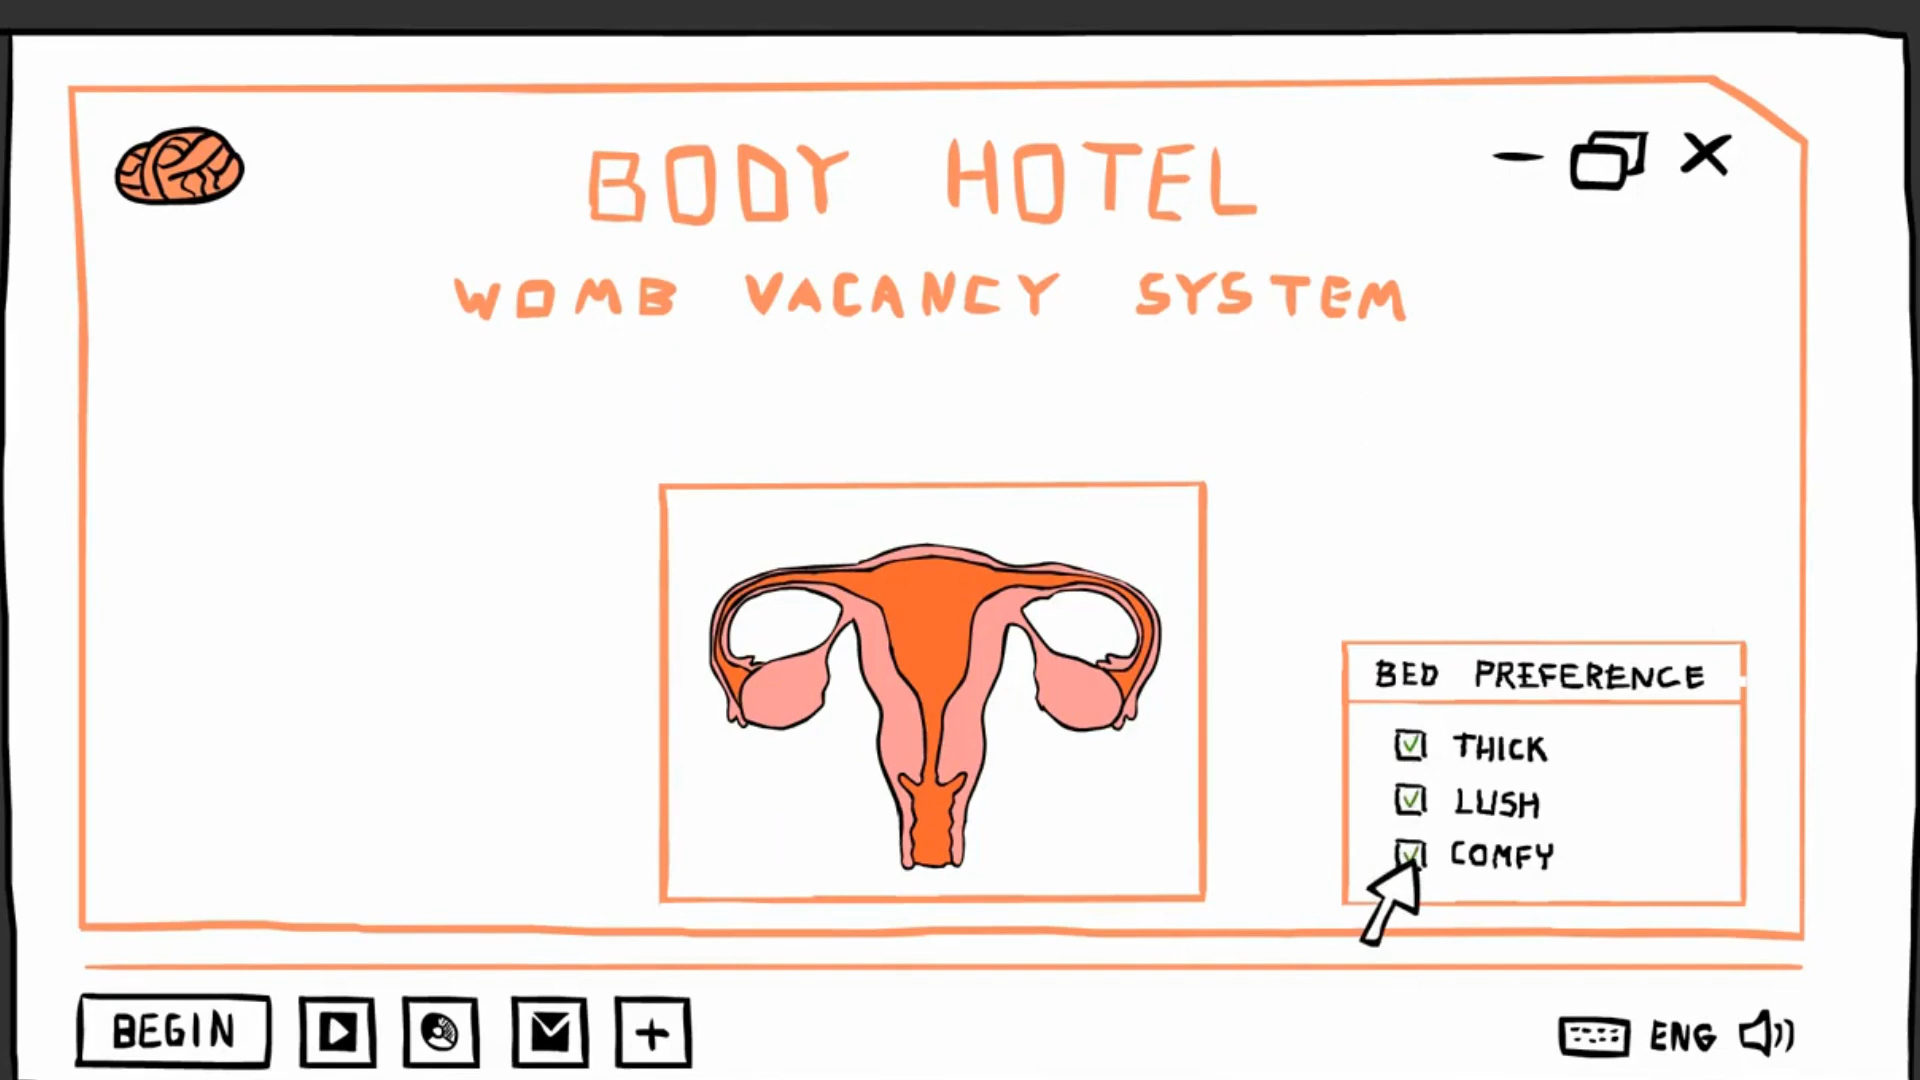 BODY HOTEL
WOMB VACANCY SYSTEM
BED PREFERENCE
THICK
LUSH
COMFY
BEGIN
ENG